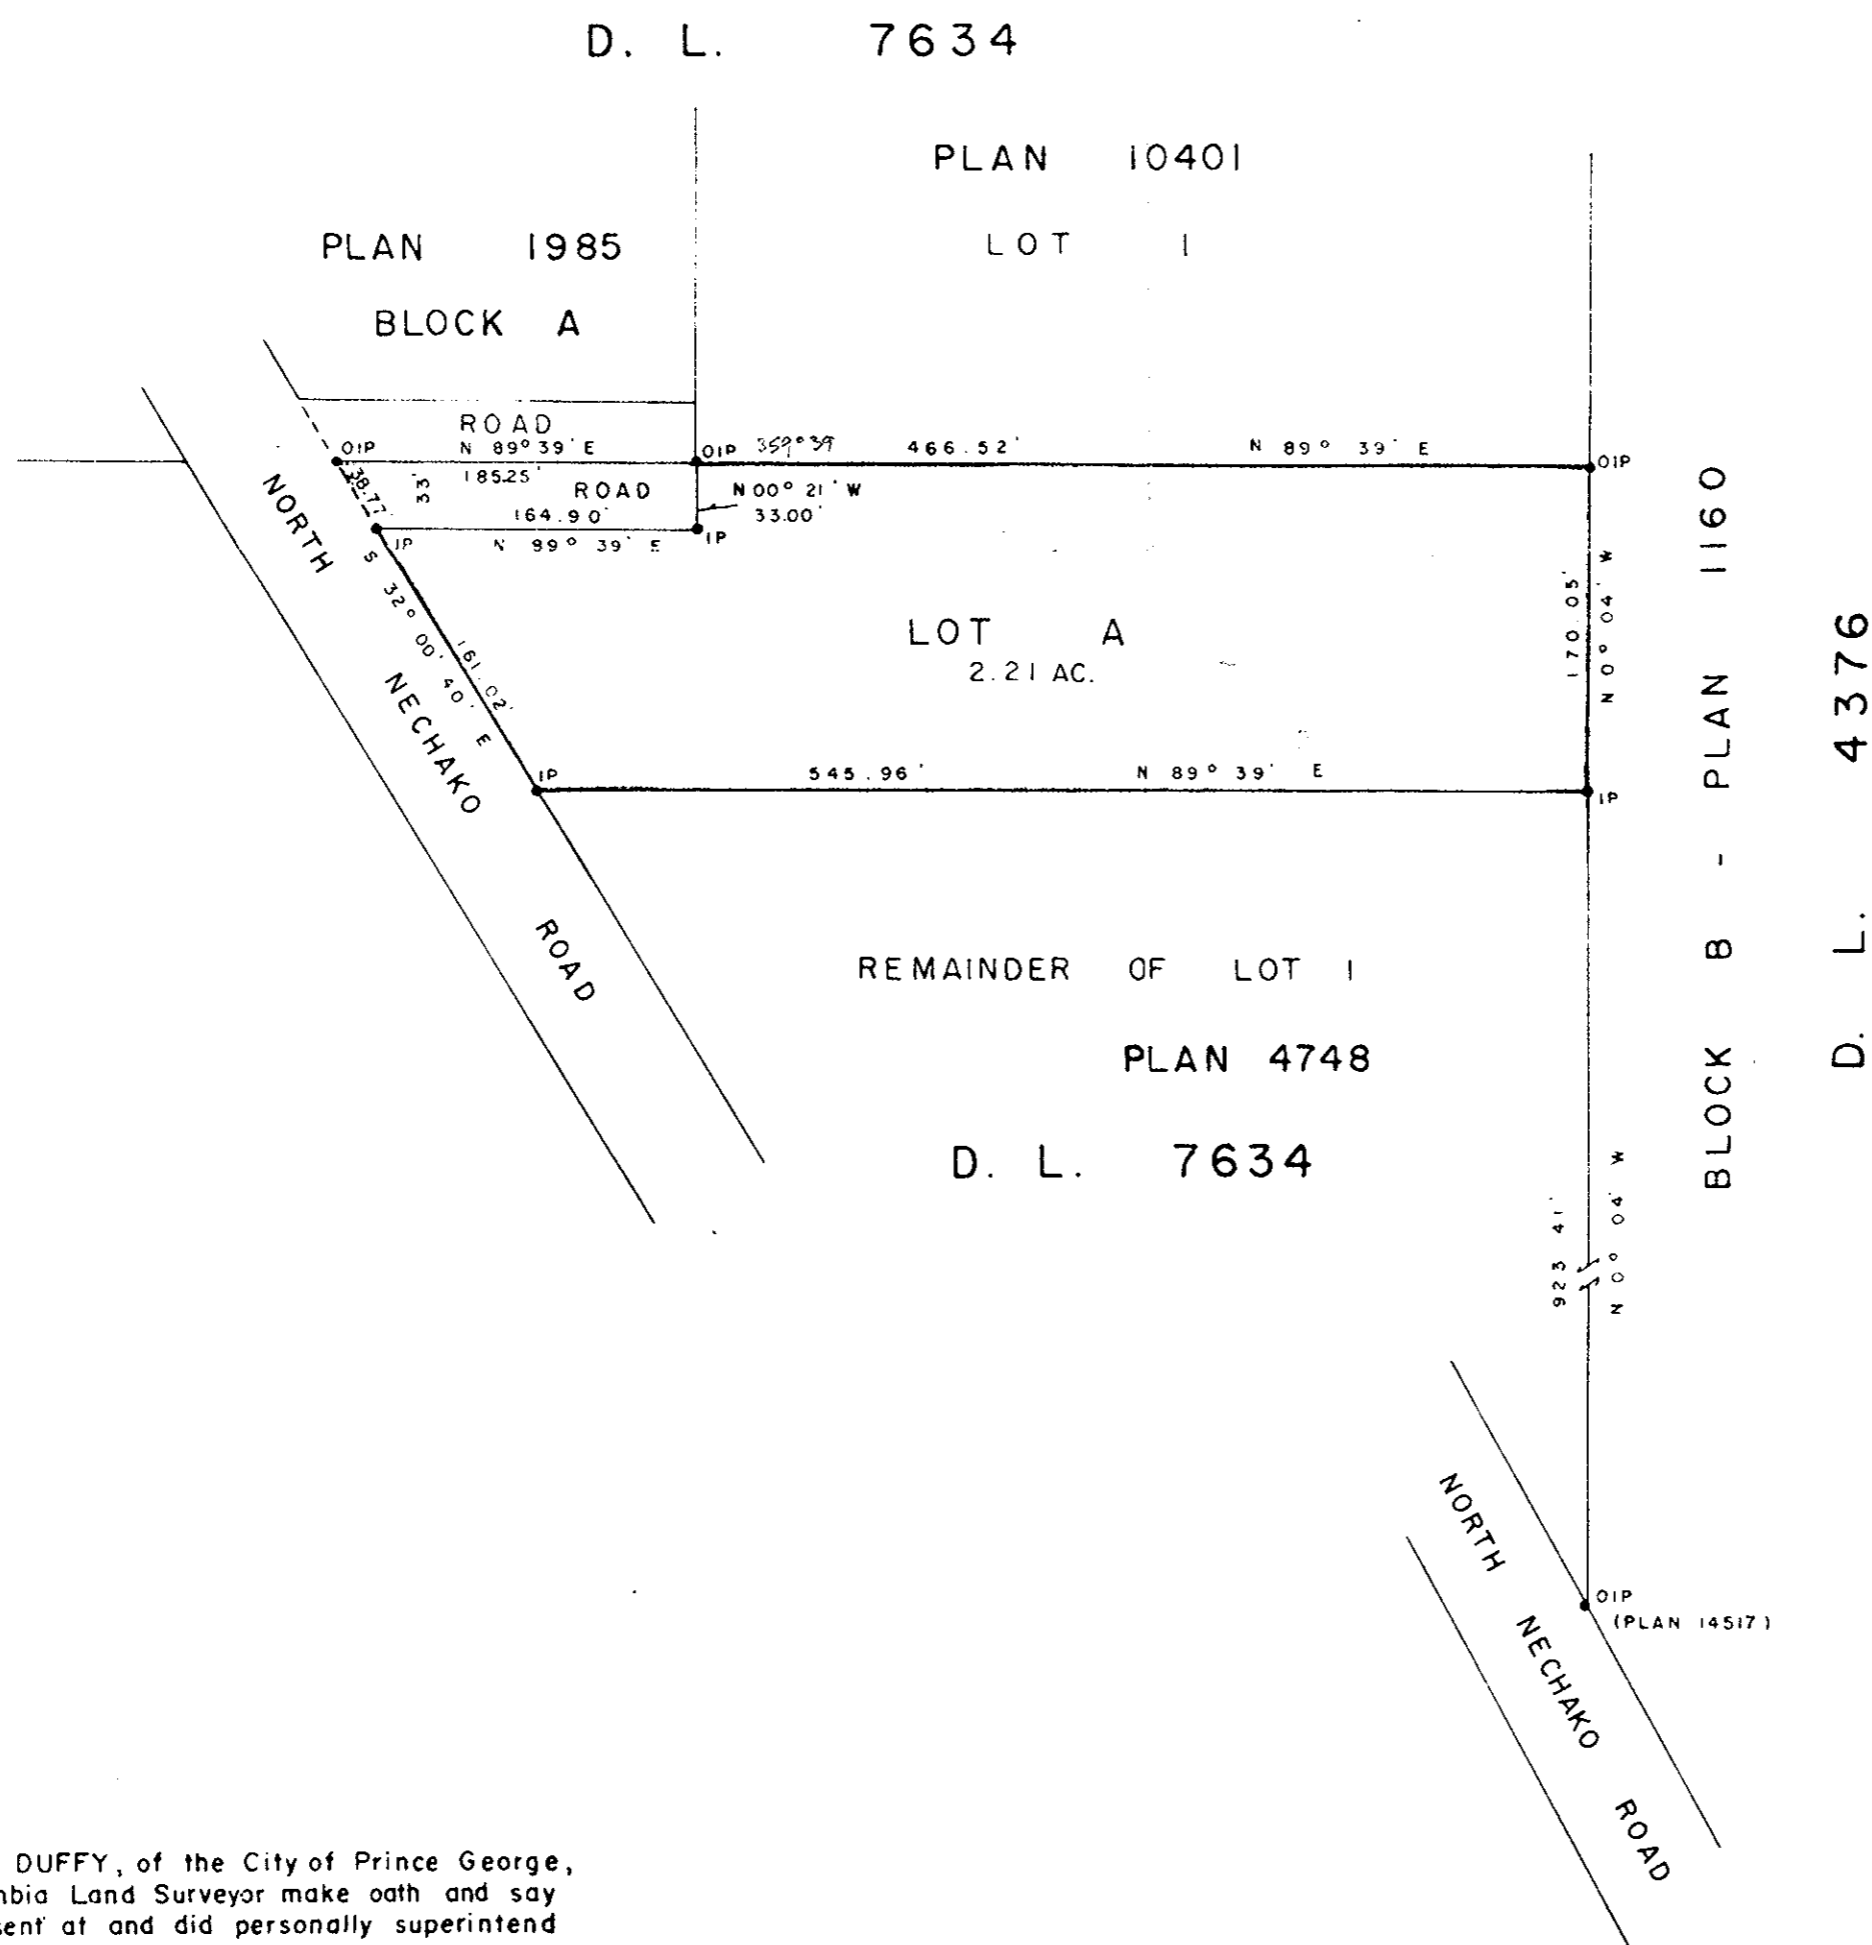 D. L. 7634
PLAN 10401
LOT 1
PLAN 1985
BLOCK A
ROAD
OIP N 89° 39' E
OIP 359°39 466.52' N 89° 39' E OIP
38.77
33'
185.25'
ROAD
N 00° 21' W
33.00'
164.90'
IP N 89° 39' E IP
S 32° 00' 40" E
161.02'
NORTH NECHAKO ROAD
LOT A
2.21 AC.
170.05'
N 0° 04' W
IP 545.96' N 89° 39' E IP
BLOCK B - PLAN 1160
D. L. 4376
REMAINDER OF LOT 1
PLAN 4748
D. L. 7634
923 41'
N 0° 04' W
NORTH NECHAKO ROAD
OIP
(PLAN 14517)
DUFFY, of the City of Prince George,
nbia Land Surveyor make oath and say
sent at and did personally superintend